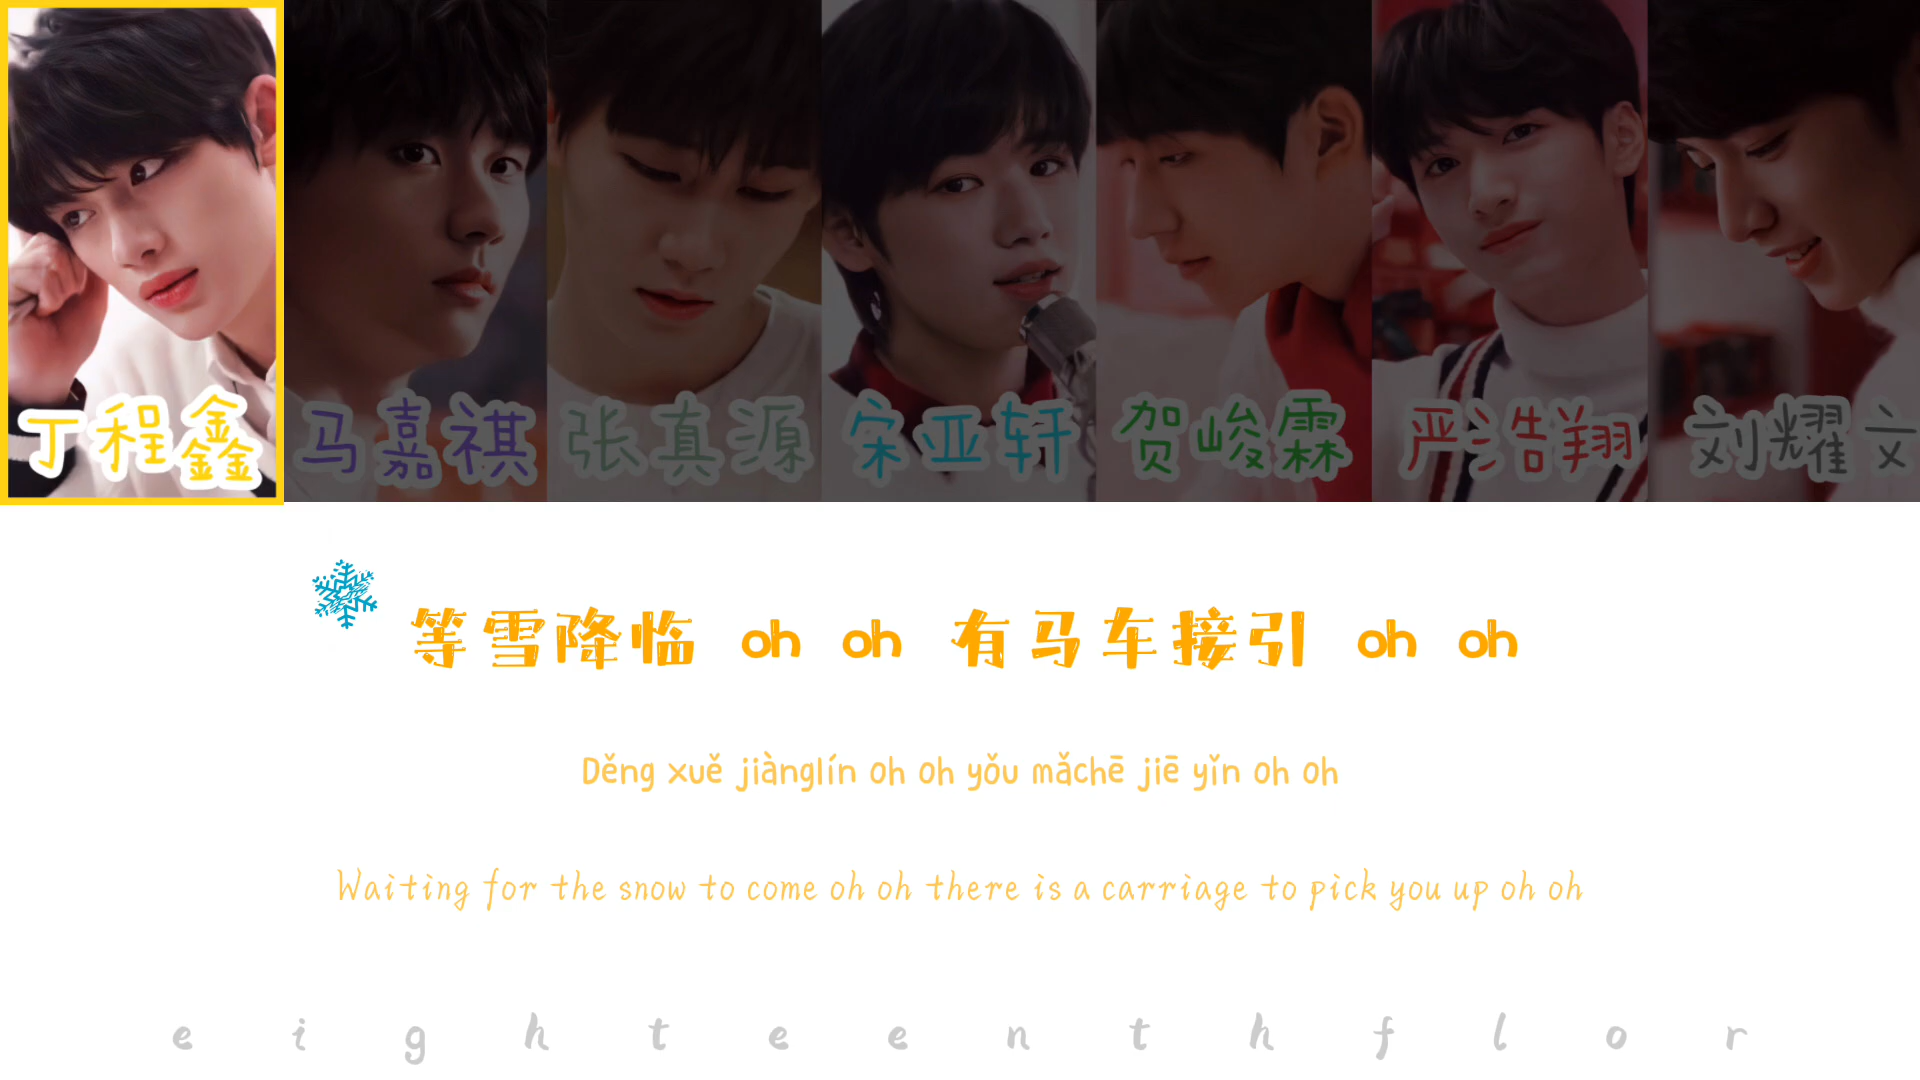 丁程鑫 马嘉祺 张真源 宋亚轩 贺峻霖 严浩翔 刘耀文
等雪降临 oh oh 有马车接引 oh oh
Děng xuě jiànglín oh oh yǒu mǎchē jiē yǐn oh oh
Waiting for the snow to come oh oh there is a carriage to pick you up oh oh
eighteenthflor